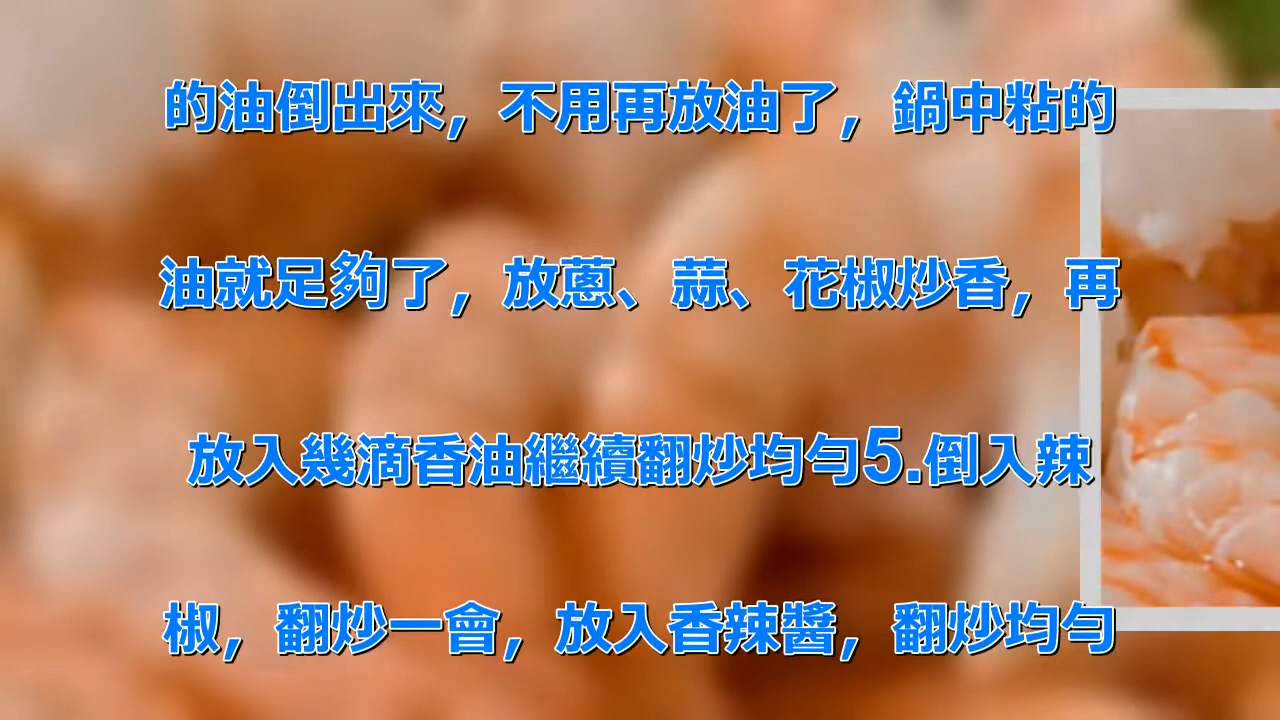 的油倒出來，不用再放油了，鍋中粘的
油就足夠了，放蔥、蒜、花椒炒香，再
放入幾滴香油繼續翻炒均勻5.倒入辣
椒，翻炒一會，放入香辣醬，翻炒均勻